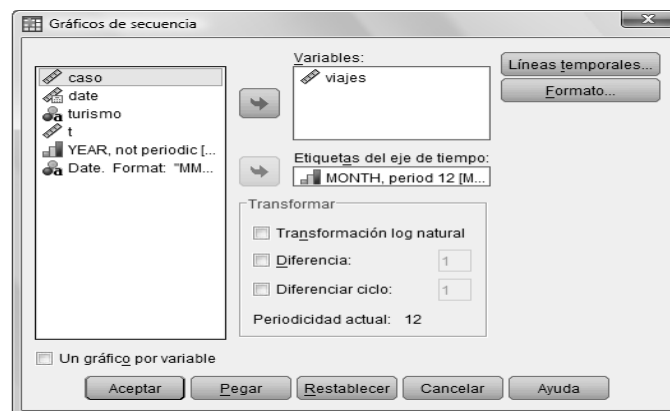 Gráficos de secuencia
caso
date
turismo
t
YEAR, not periodic [...
Date. Format: "MM...
Variables:
viajes
Etiquetas del eje de tiempo:
MONTH, period 12 [M...
Transformar
Transformación log natural
Diferencia:
1
Diferenciar ciclo:
1
Periodicidad actual: 12
Líneas temporales...
Formato...
Un gráfico por variable
Aceptar
Pegar
Restablecer
Cancelar
Ayuda